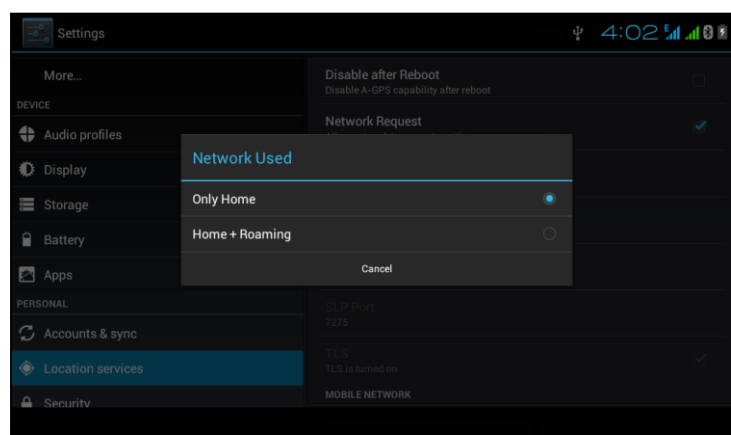 Settings
4:02
E
More...
DEVICE
Audio profiles
Display
Storage
Battery
Apps
PERSONAL
Accounts & sync
Location services
Security
Disable after Reboot
Disable A-GPS capability after reboot
Network Request
Network Used
Only Home
Home + Roaming
Cancel
SLP Port
7275
TLS
TLS is turned on
MOBILE NETWORK